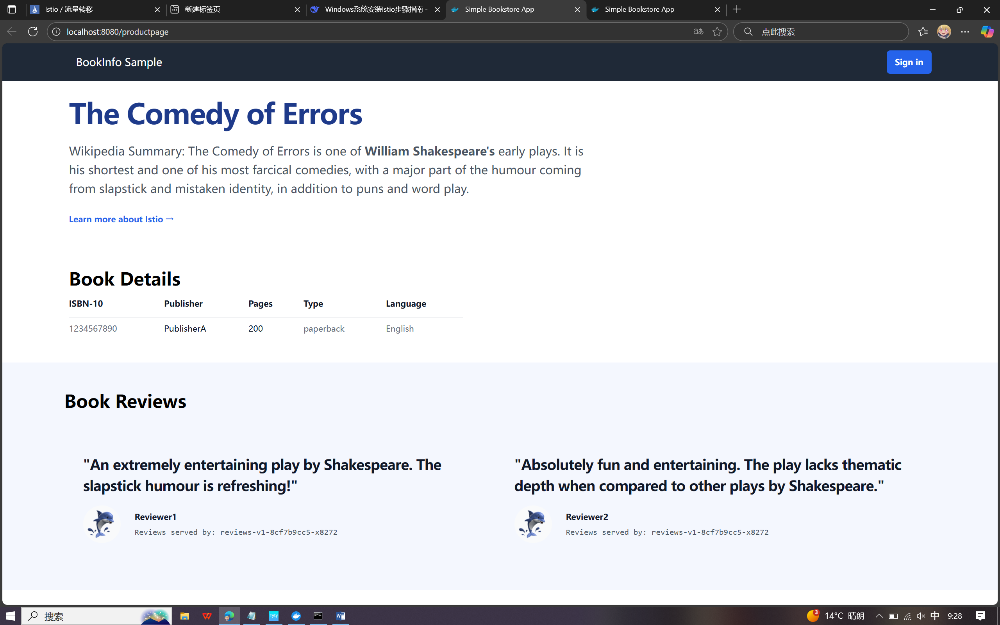 Istio / 流量转移
新建标签页
Windows系统安装Istio步骤指南 -
Simple Bookstore App
Simple Bookstore App
localhost:8080/productpage
aあ
点此搜索
BookInfo Sample
Sign in
The Comedy of Errors
Wikipedia Summary: The Comedy of Errors is one of William Shakespeare's early plays. It is
his shortest and one of his most farcical comedies, with a major part of the humour coming
from slapstick and mistaken identity, in addition to puns and word play.
Learn more about Istio →
Book Details
ISBN-10 Publisher Pages Type Language
1234567890 PublisherA 200 paperback English
Book Reviews
"An extremely entertaining play by Shakespeare. The
slapstick humour is refreshing!"
Reviewer1
Reviews served by: reviews-v1-8cf7b9cc5-x8272
"Absolutely fun and entertaining. The play lacks thematic
depth when compared to other plays by Shakespeare."
Reviewer2
Reviews served by: reviews-v1-8cf7b9cc5-x8272
搜索
Tyty
3
14°C 晴朗
中
9:28